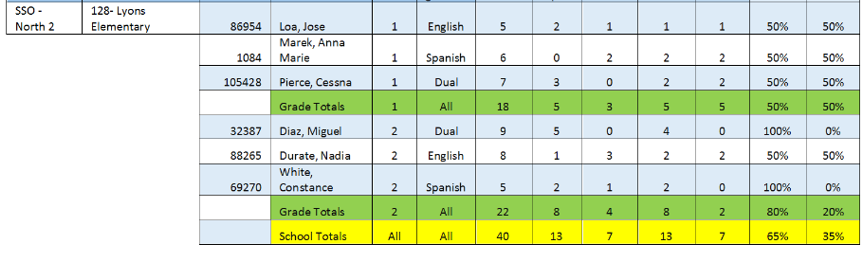 SSO - North 2 128- Lyons Elementary 86954 Loa, Jose 1 English 5 2 1 1 1 50% 50%
1084 Marek, Anna Marie 1 Spanish 6 0 2 2 2 50% 50%
105428 Pierce, Cessna 1 Dual 7 3 0 2 2 50% 50%
Grade Totals 1 All 18 5 3 5 5 50% 50%
32387 Diaz, Miguel 2 Dual 9 5 0 4 0 100% 0%
88265 Durate, Nadia 2 English 8 1 3 2 2 50% 50%
69270 White, Constance 2 Spanish 5 2 1 2 0 100% 0%
Grade Totals 2 All 22 8 4 8 2 80% 20%
School Totals All All 40 13 7 13 7 65% 35%